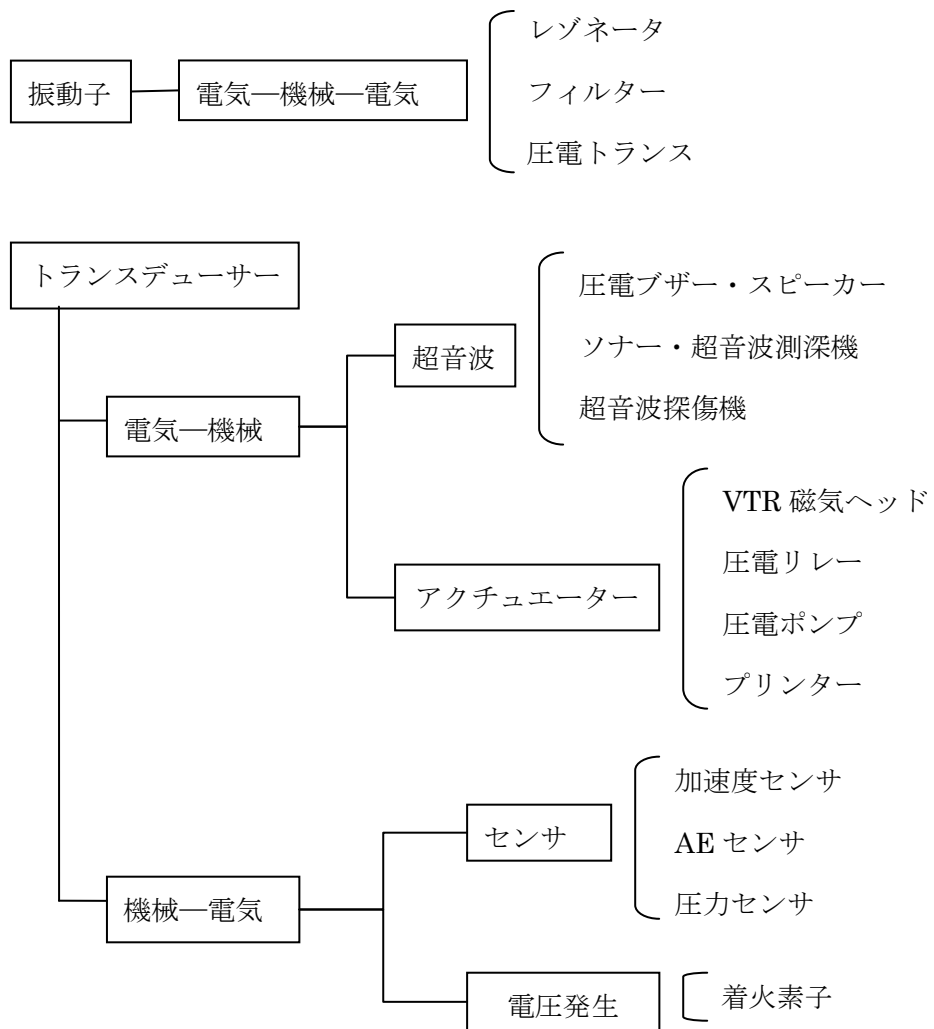 レゾネータ
振動子
電気―機械―電気
フィルター
圧電トランス
トランスデューサー
圧電ブザー・スピーカー
超音波
ソナー・超音波測深機
超音波探傷機
電気―機械
VTR 磁気ヘッド
圧電リレー
アクチュエーター
圧電ポンプ
プリンター
加速度センサ
センサ
AE センサ
圧力センサ
機械―電気
電圧発生
着火素子